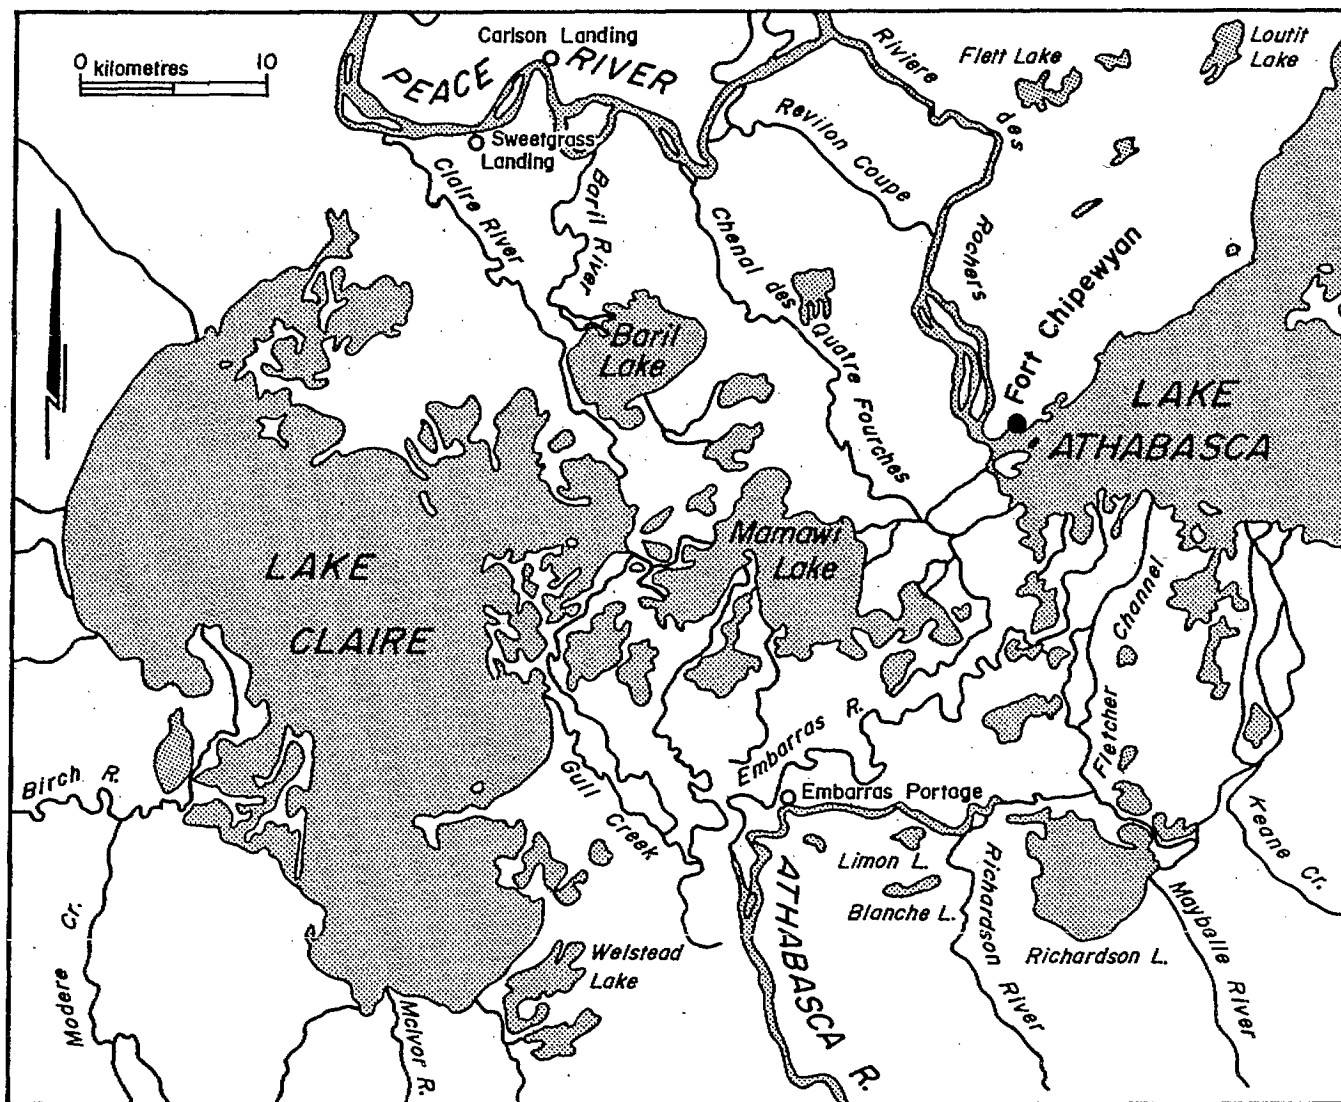 0 kilometres 10
Carlson Landing
PEACE RIVER
Sweetgrass
Landing
Riviere des Rochers
Flett Lake
Loutit
Lake
Revilon Coupe
Claire River
Baril River
Chenal des Quatre Fourches
Fort Chipewyan
Baril
Lake
LAKE
ATHABASCA
Mamawi
Lake
LAKE
CLAIRE
Fletcher Channel
Embarras R.
Birch R.
Gull Creek
Embarras Portage
Keane Cr.
Limon L.
Blanche L.
Richardson River
Richardson L.
Maybelle River
ATHABASCA R.
Welstead
Lake
Modere Cr.
McIvor R.